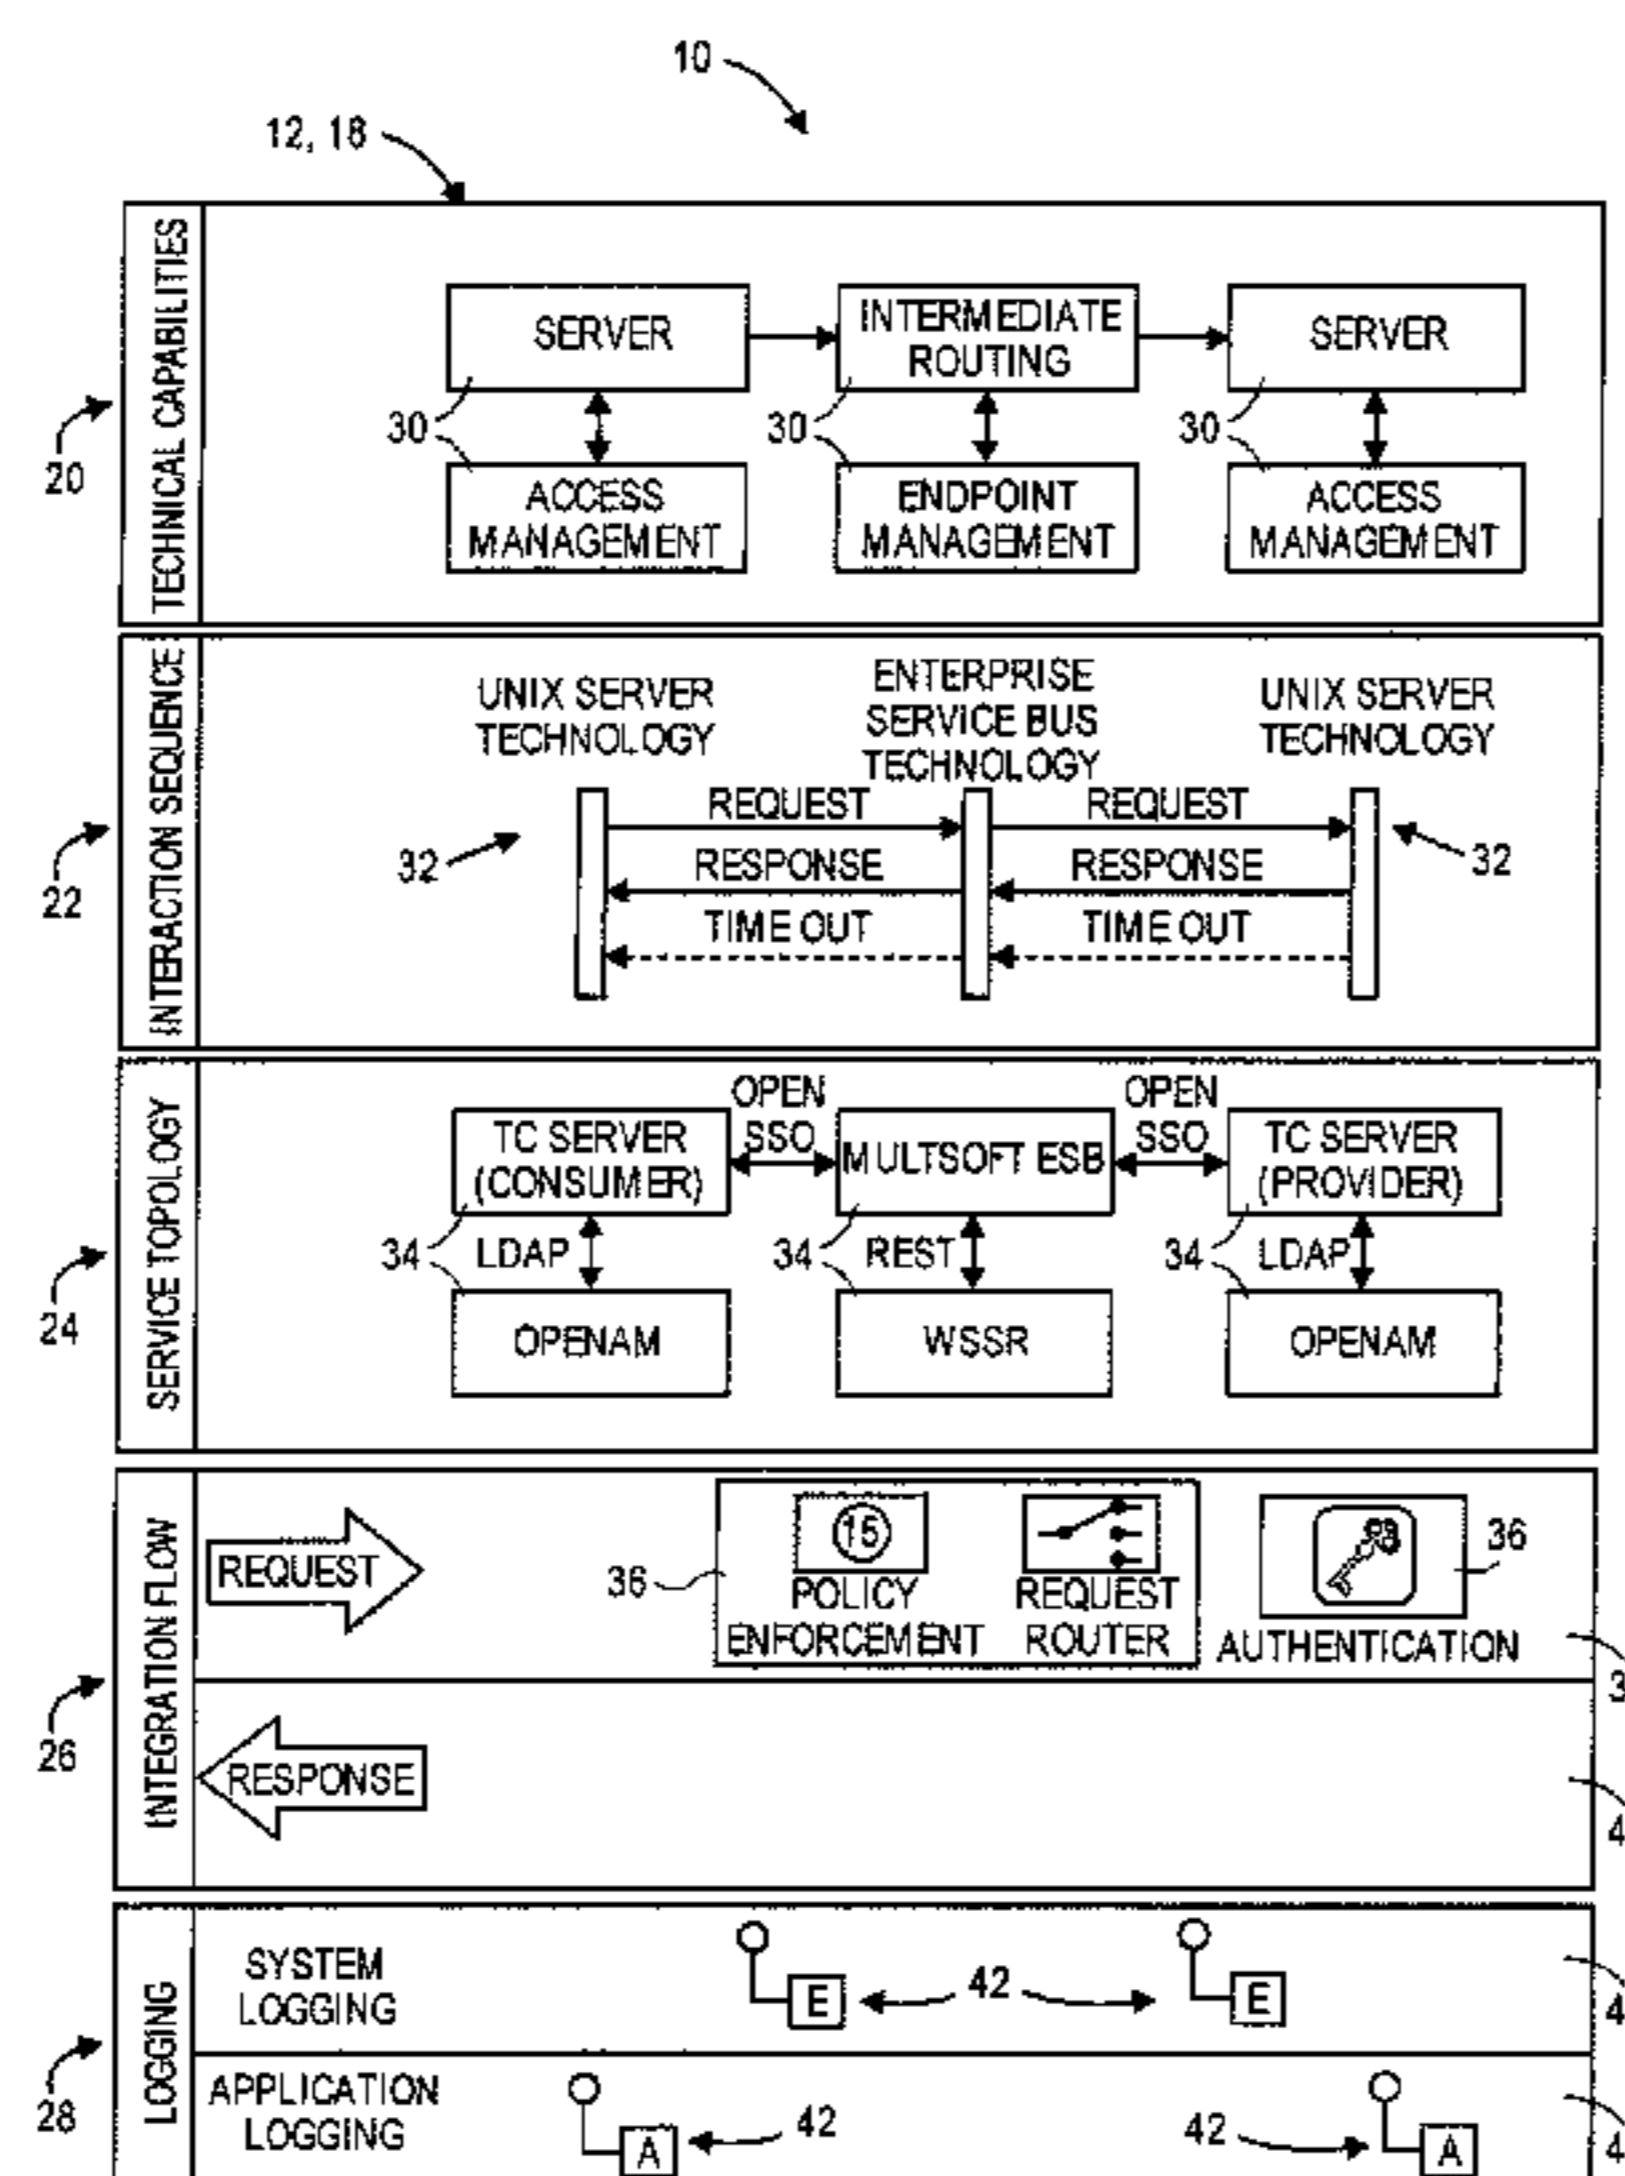 10
12, 18
TECHNICAL CAPABILITIES
SERVER
INTERMEDIATE
ROUTING
SERVER
30
30
30
20
ACCESS
MANAGEMENT
ENDPOINT
MANAGEMENT
ACCESS
MANAGEMENT
INTERACTION SEQUENCE
UNIX SERVER
TECHNOLOGY
ENTERPRISE
SERVICE BUS
TECHNOLOGY
UNIX SERVER
TECHNOLOGY
REQUEST
REQUEST
32
RESPONSE
RESPONSE
32
22
TIME OUT
TIME OUT
SERVICE TOPOLOGY
OPEN
SSO
OPEN
SSO
TC SERVER
(CONSUMER)
MULTSOFT ESB
TC SERVER
(PROVIDER)
34
LDAP
34
REST
34
LDAP
24
OPENAM
WSSR
OPENAM
INTEGRATION FLOW
REQUEST
36
15
POLICY
ENFORCEMENT
REQUEST
ROUTER
36
AUTHENTICATION
26
RESPONSE
LOGGING
SYSTEM
LOGGING
E
42
E
28
APPLICATION
LOGGING
A
42
42
A